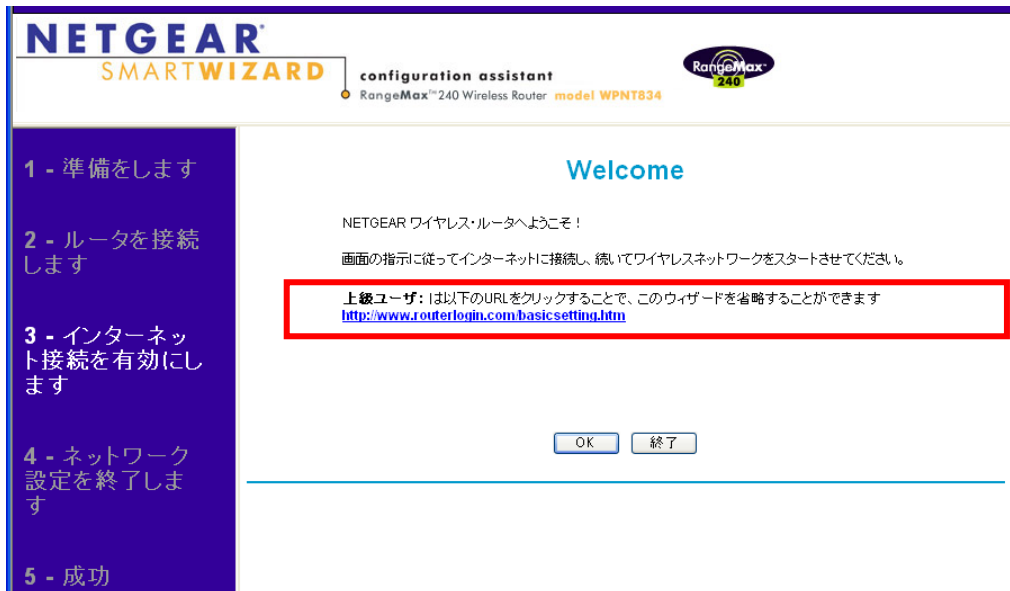 NETGEAR
SMARTWIZARD
configuration assistant
RangeMax™240 Wireless Router model WPNT834
RangeMax™
240
1 - 準備をします
2 - ルータを接続
します
3 - インターネッ
ト接続を有効にし
ます
4 - ネットワーク
設定を終了しま
す
5 - 成功
Welcome
NETGEAR ワイヤレス・ルータへようこそ！
画面の指示に従ってインターネットに接続し、続いてワイヤレスネットワークをスタートさせてください。
上級ユーザ: は以下のURLをクリックすることで、このウィザードを省略することができます
http://www.routerlogin.com/basicsetting.htm
OK
終了